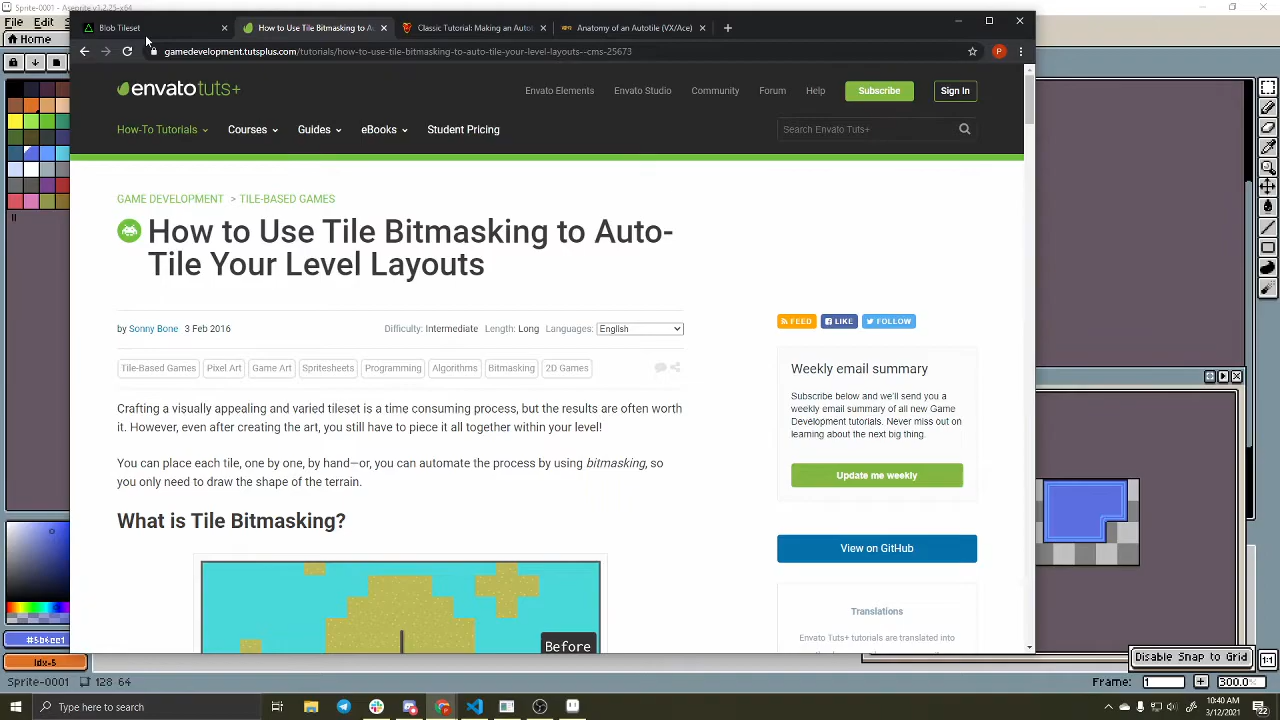 Sprite-0001 - Aseprite v1.2.25-x64
File Edit S
Home
Blob Tileset
How to Use Tile Bitmasking to A
Classic Tutorial: Making an Auto
Anatomy of an Autotile (VX/Ace)
gamedevelopment.tutsplus.com/tutorials/how-to-use-tile-bitmasking-to-auto-tile-your-level-layouts--cms-25673
P
envatotuts+
Envato Elements Envato Studio Community Forum Help Subscribe Sign In
How-To Tutorials Courses Guides eBooks Student Pricing
Search Envato Tuts+
GAME DEVELOPMENT > TILE-BASED GAMES
How to Use Tile Bitmasking to Auto-
Tile Your Level Layouts
by Sonny Bone 3 Feb 2016 Difficulty: Intermediate Length: Long Languages: English
FEED LIKE FOLLOW
Tile-Based Games Pixel Art Game Art Spritesheets Programming Algorithms Bitmasking 2D Games
Weekly email summary
Subscribe below and we'll send you a
weekly email summary of all new Game
Development tutorials. Never miss out on
learning about the next big thing.
Update me weekly
Crafting a visually appealing and varied tileset is a time consuming process, but the results are often worth
it. However, even after creating the art, you still have to piece it all together within your level!
You can place each tile, one by one, by hand—or, you can automate the process by using bitmasking, so
you only need to draw the shape of the terrain.
What is Tile Bitmasking?
View on GitHub
Translations
Envato Tuts+ tutorials are translated into
Before
#5b6ee1
Idx-5
Disable Snap to Grid
1:1
Sprite-0001 128 64
Frame: 1 300.0%
Type here to search
10:40 AM
3/12/2021